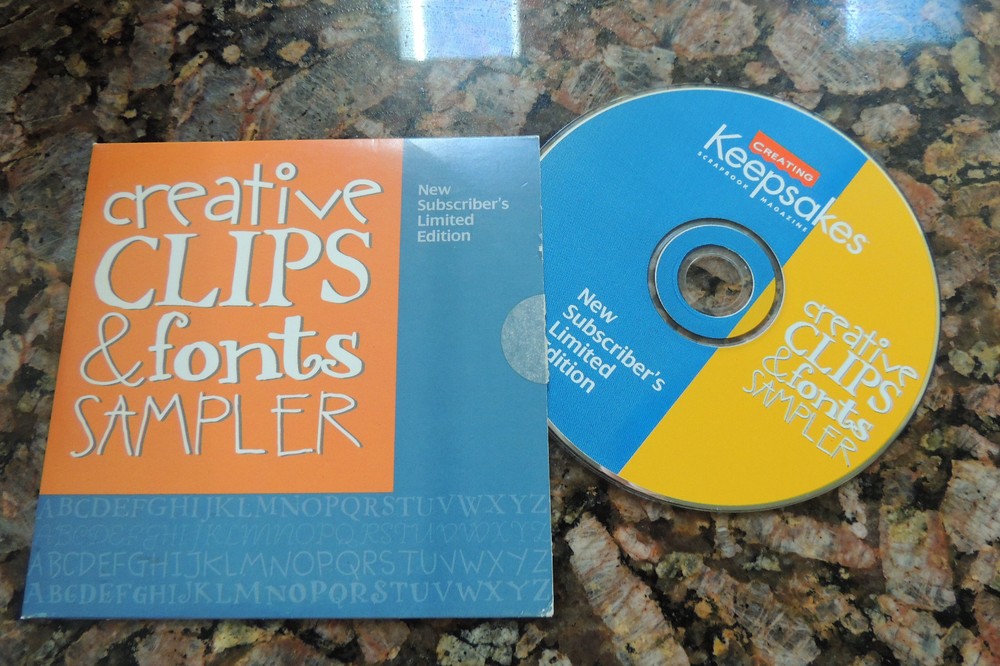 creative
CLIPS
& fonts
SAMPLER
New
Subscriber's
Limited
Edition
ABCDEFGHIJKLMNOPQRSTUVWXYZ
ABCDEFGHIJKLMNOPQRSTUVWXYZ
ABCDEFGHIJKLMNOPQRSTUVWXYZ
ABCDEFGHIJKLMNOPQRSTUVWXYZ
CREATING
Keepsakes
SCRAPBOOK MAGAZINE
New
Subscriber's
Limited
Edition
creative
CLIPS
& fonts
SAMPLER